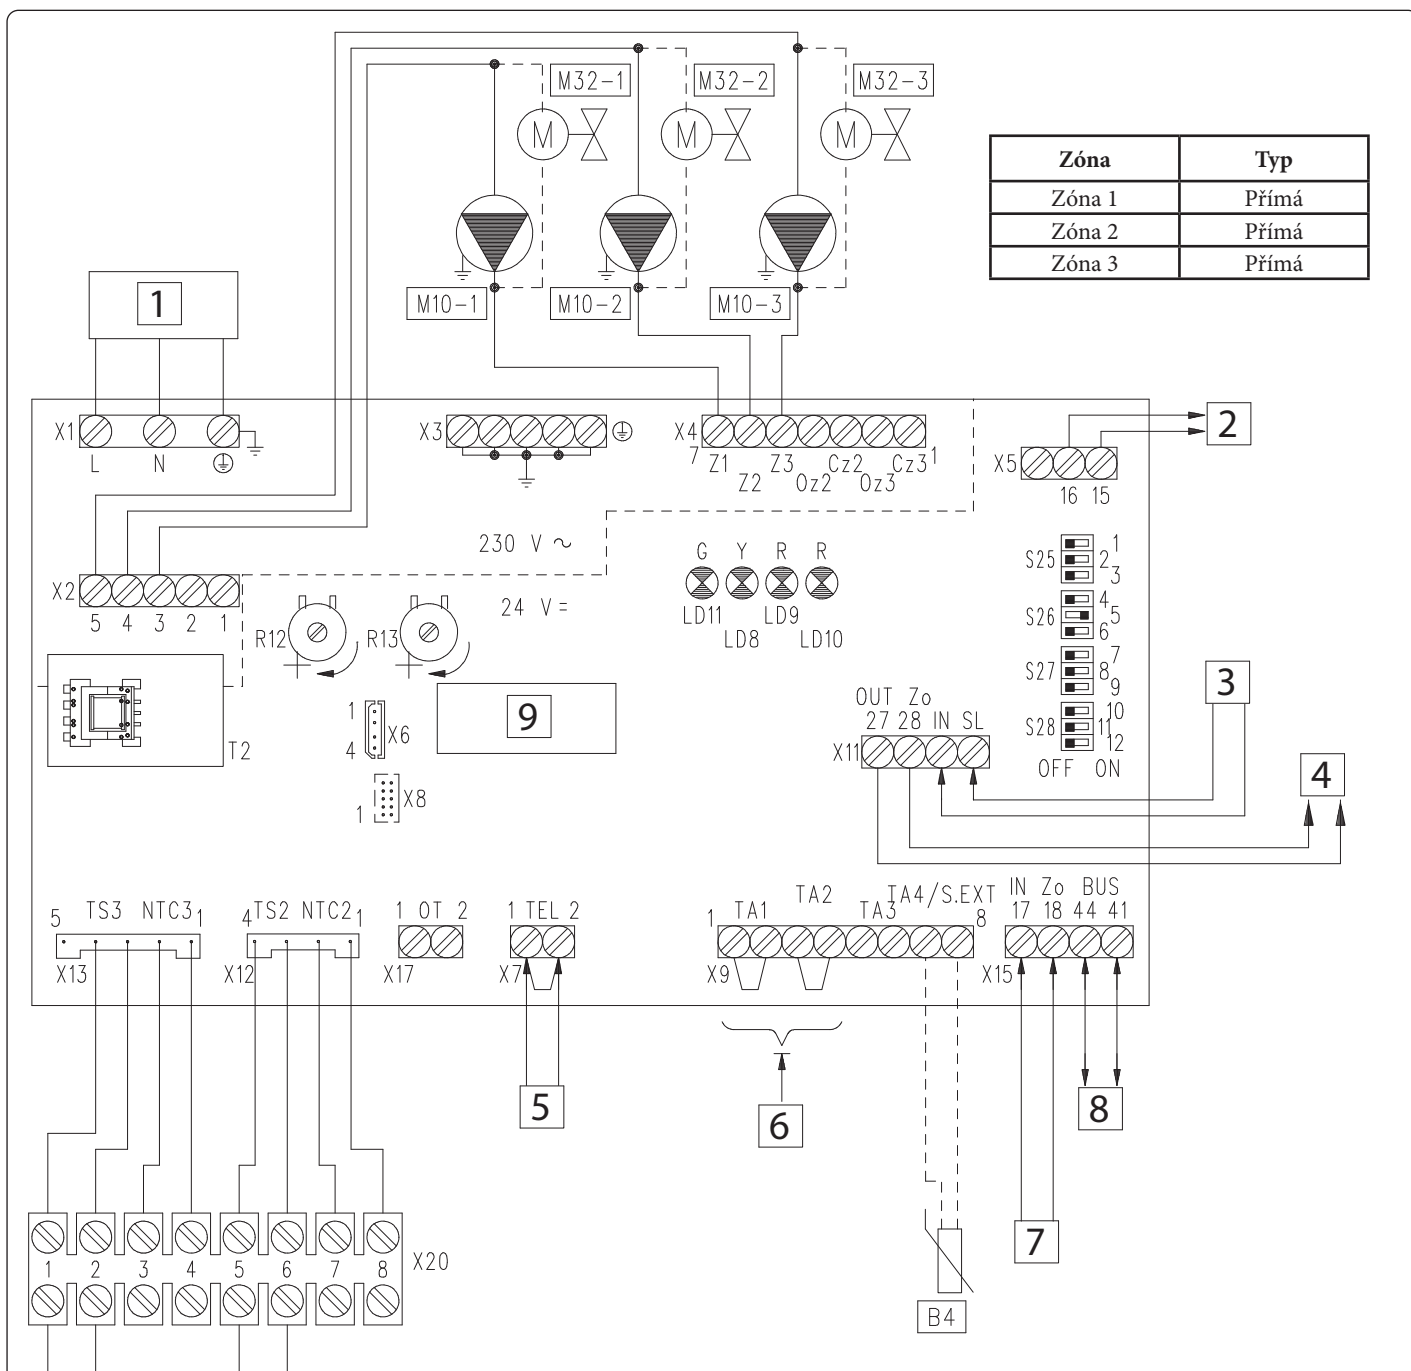 M32-1 M32-2 M32-3
M M M
Zóna Typ
Zóna 1 Přímá
Zóna 2 Přímá
Zóna 3 Přímá
M10-1 M10-2 M10-3
1
2
X1 L N
X3
X4 7 Z1 Z2 Z3 Oz2 Cz2 Oz3 Cz3 1
X5 16 15
230 V ~
24 V =
X2 5 4 3 2 1
R12 R13
G Y R R
LD11 LD8 LD9 LD10
S25 1 2 3
S26 4 5 6
S27 7 8 9
S28 10 11 12
OFF ON
T2
1 4 X6
1 X8
9
OUT Zo
27 28 IN SL
X11
3
4
5 TS3 NTC3 1
X13
4 TS2 NTC2 1
X12
1 OT 2
X17
1 TEL 2
X7
1 TA1 TA2 TA3 TA4/S.EXT 8
X9
IN Zo BUS
17 18 44 41
X15
5
6
7
8
1 2 3 4 5 6 7 8 X20
B4